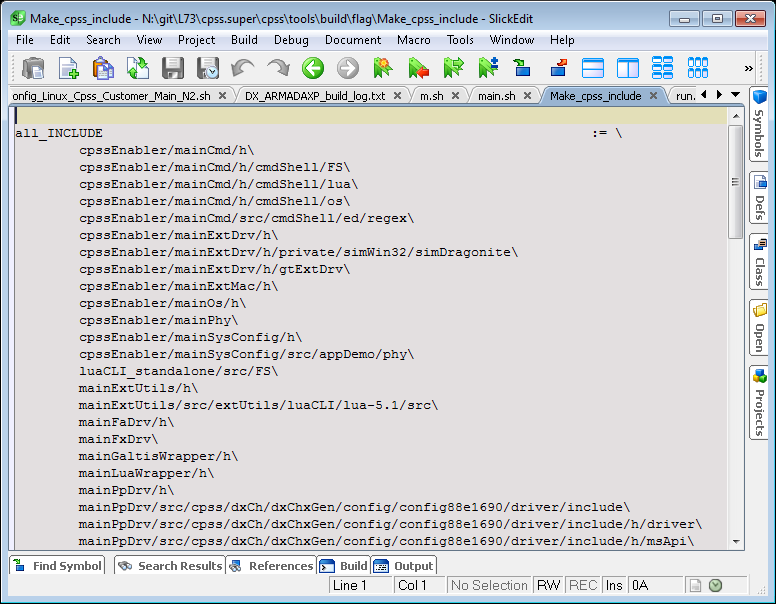 Make_cpss_include - N:\git\L73\cpss.super\cpss\tools\build\flag\Make_cpss_include - SlickEdit
File Edit Search View Project Build Debug Document Macro Tools Window Help
»
onfig_Linux_Cpss_Customer_Main_N2.sh DX_ARMADAXP_build_log.txt m.sh main.sh Make_cpss_include run.
all_INCLUDE := \
cpssEnabler/mainCmd/h\
cpssEnabler/mainCmd/h/cmdShell/FS\
cpssEnabler/mainCmd/h/cmdShell/lua\
cpssEnabler/mainCmd/h/cmdShell/os\
cpssEnabler/mainCmd/src/cmdShell/ed/regex\
cpssEnabler/mainExtDrv/h\
cpssEnabler/mainExtDrv/h/private/simWin32/simDragonite\
cpssEnabler/mainExtDrv/h/gtExtDrv\
cpssEnabler/mainExtMac/h\
cpssEnabler/mainOs/h\
cpssEnabler/mainPhy\
cpssEnabler/mainSysConfig/h\
cpssEnabler/mainSysConfig/src/appDemo/phy\
luaCLI_standalone/src/FS\
mainExtUtils/h\
mainExtUtils/src/extUtils/luaCLI/lua-5.1/src\
mainFaDrv/h\
mainFxDrv\
mainGaltisWrapper/h\
mainLuaWrapper/h\
mainPpDrv/h\
mainPpDrv/src/cpss/dxCh/dxChxGen/config/config88e1690/driver/include\
mainPpDrv/src/cpss/dxCh/dxChxGen/config/config88e1690/driver/include/h/driver\
mainPpDrv/src/cpss/dxCh/dxChxGen/config/config88e1690/driver/include/h/msApi\
Symbols
Defs
Class
Open
Projects
Find Symbol Search Results References Build Output
Line 1 Col 1 No Selection RW REC Ins 0A